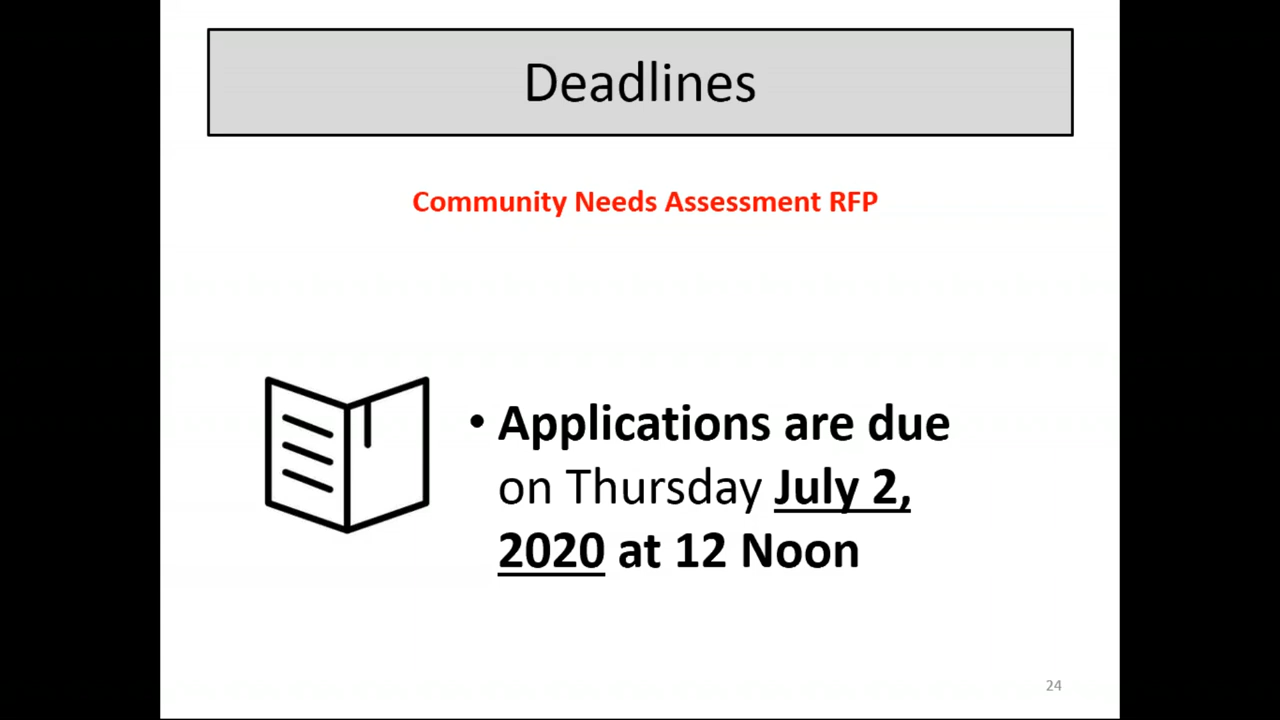 Deadlines
Community Needs Assessment RFP
• Applications are due
on Thursday July 2,
2020 at 12 Noon
24